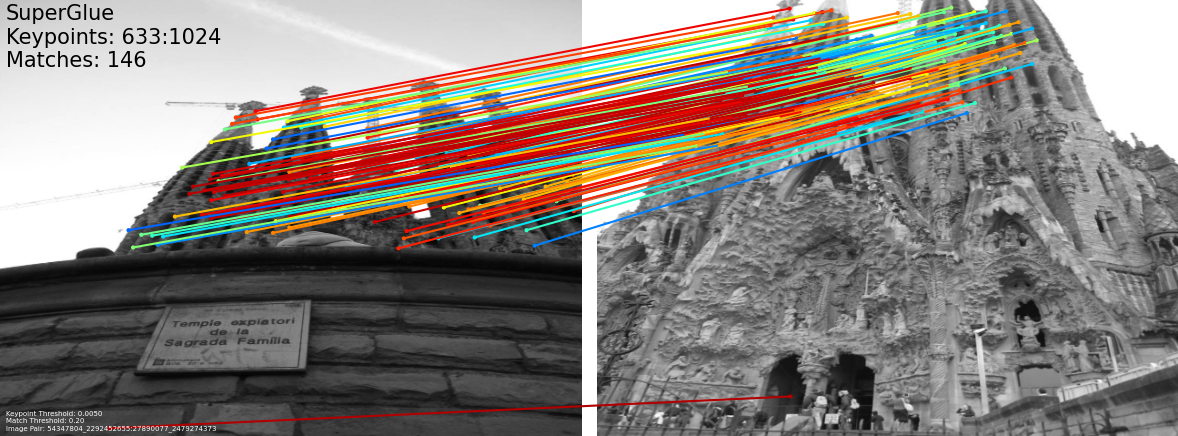 SuperGlue
Keypoints: 633:1024
Matches: 146
Temple expiatori
de la
Sagrada Família
Keypoint Threshold: 0.0050
Match Threshold: 0.20
Image Pair: 54347804_2292452655:27890077_2479274373